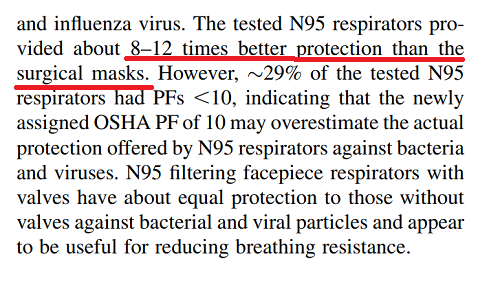 and influenza virus. The tested N95 respirators pro-
vided about 8–12 times better protection than the
surgical masks. However, ~29% of the tested N95
respirators had PFs <10, indicating that the newly
assigned OSHA PF of 10 may overestimate the actual
protection offered by N95 respirators against bacteria
and viruses. N95 filtering facepiece respirators with
valves have about equal protection to those without
valves against bacterial and viral particles and appear
to be useful for reducing breathing resistance.